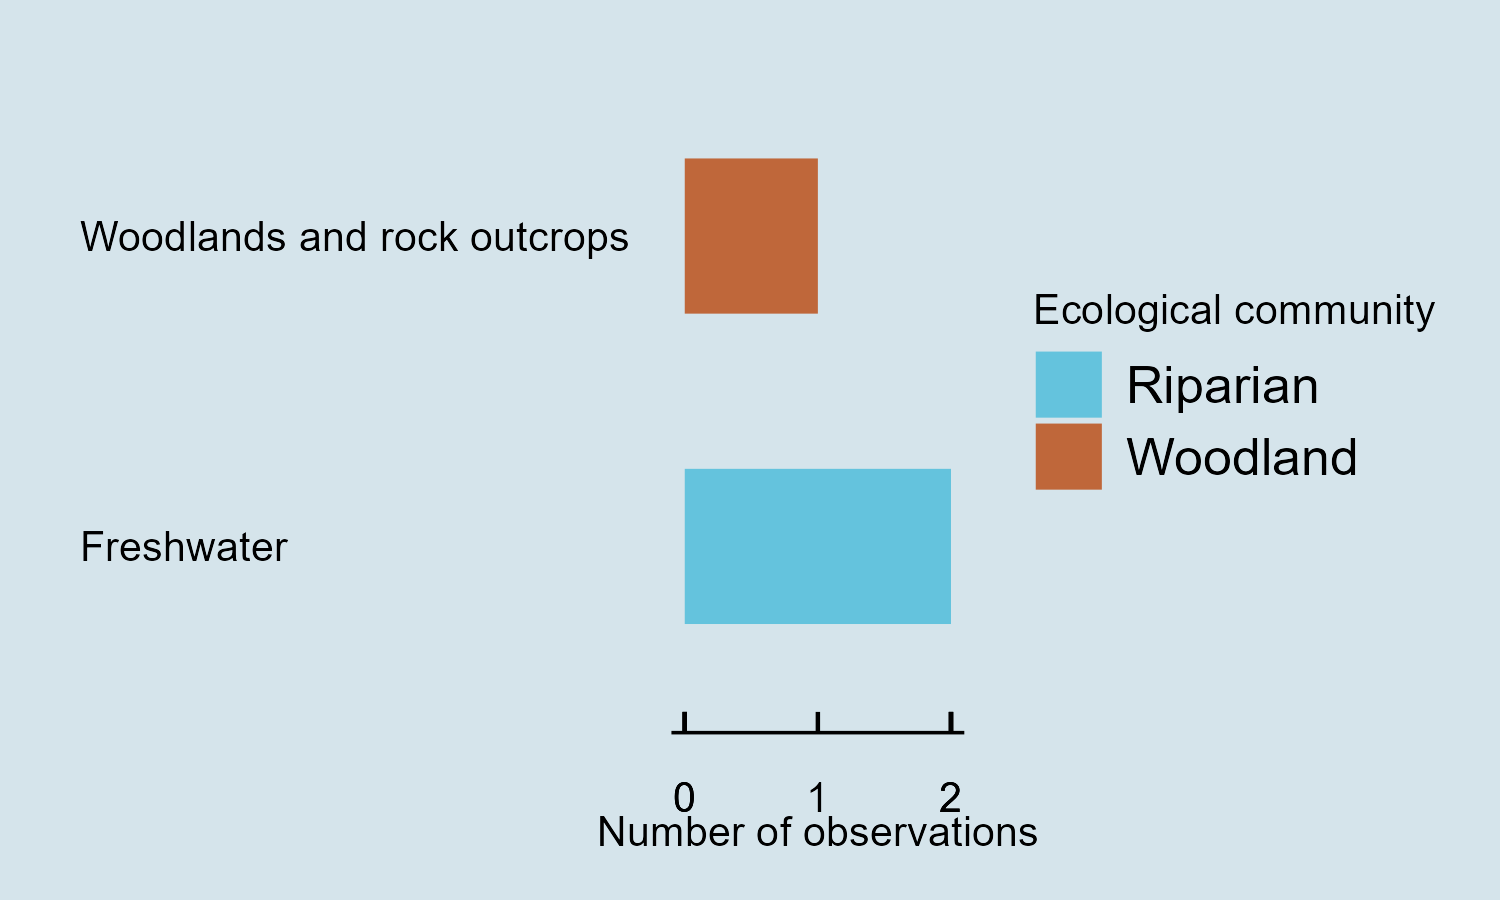 Woodlands and rock outcrops
Freshwater
0 1 2
Number of observations
Ecological community
Riparian
Woodland